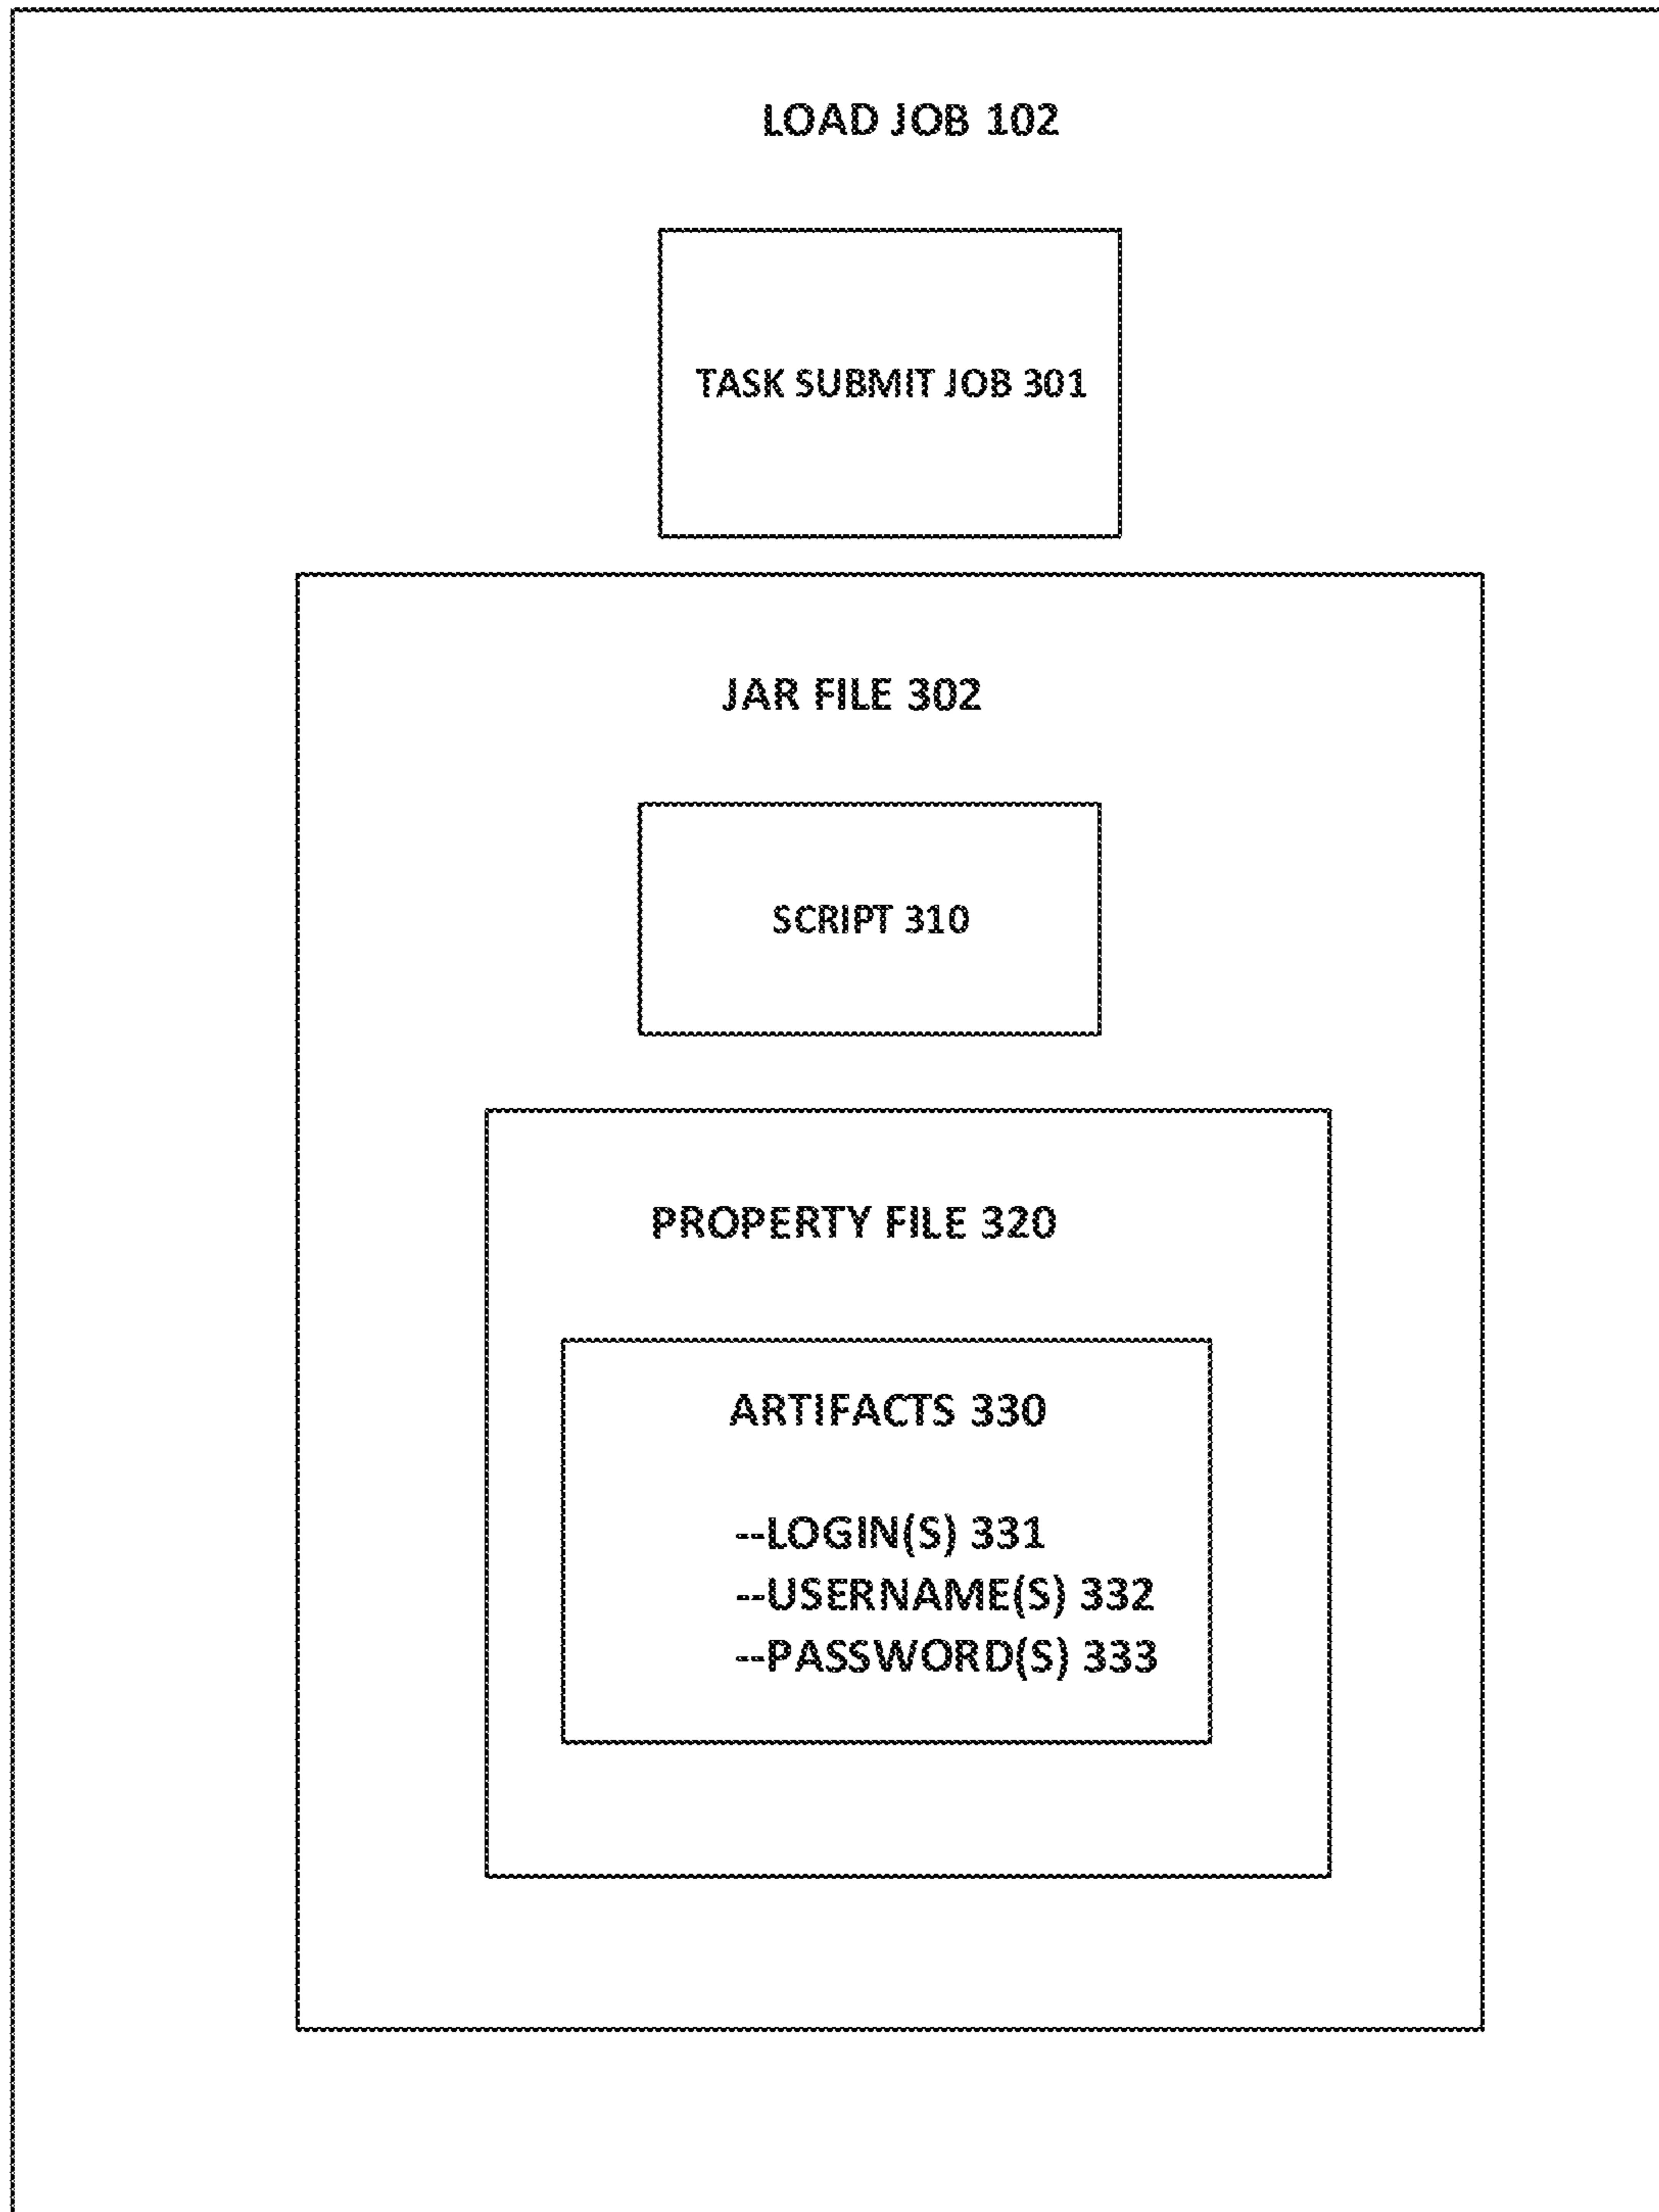 LOAD JOB 102
TASK SUBMIT JOB 301
JAR FILE 302
SCRIPT 310
PROPERTY FILE 320
ARTIFACTS 330
--LOGIN(S) 331
--USERNAME(S) 332
--PASSWORD(S) 333